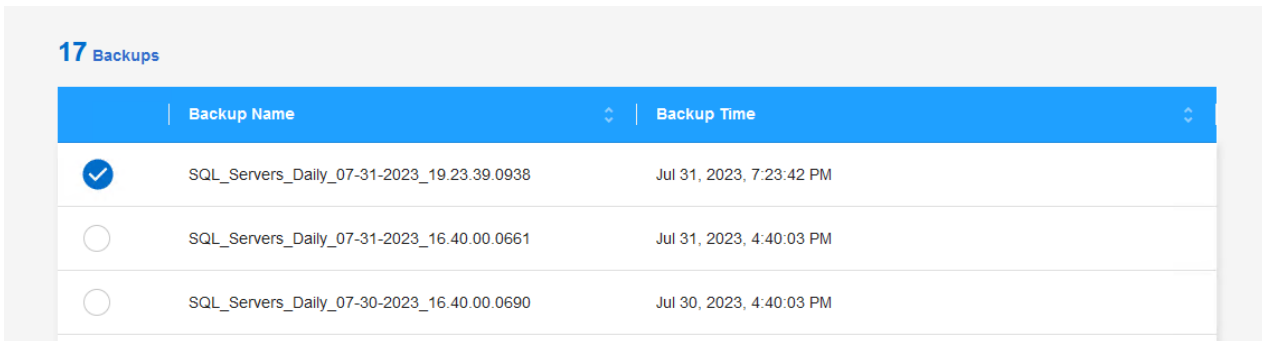 17 Backups
Backup Name Backup Time
SQL_Servers_Daily_07-31-2023_19.23.39.0938 Jul 31, 2023, 7:23:42 PM
SQL_Servers_Daily_07-31-2023_16.40.00.0661 Jul 31, 2023, 4:40:03 PM
SQL_Servers_Daily_07-30-2023_16.40.00.0690 Jul 30, 2023, 4:40:03 PM